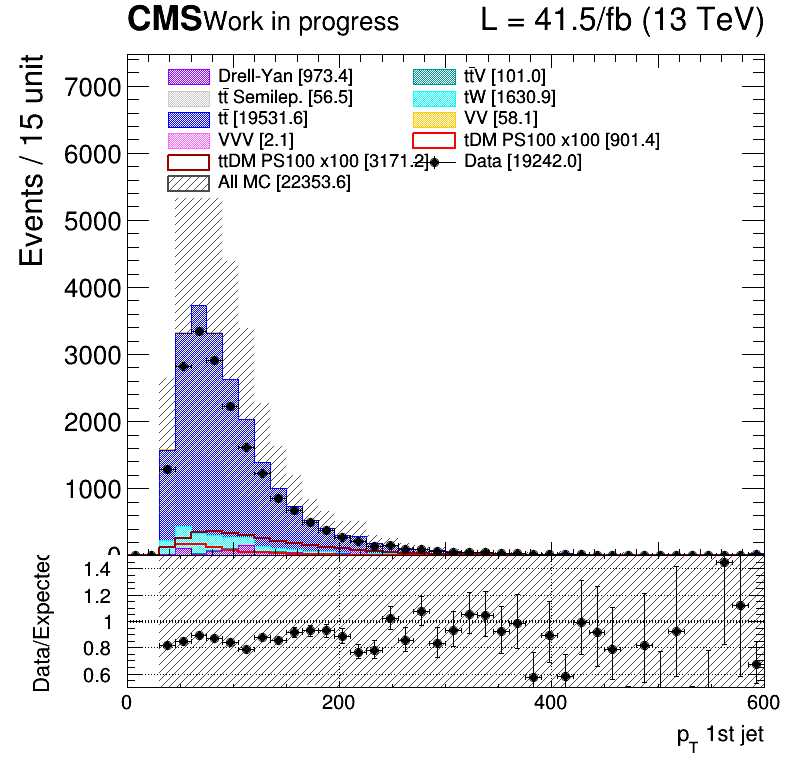 CMS Work in progress L = 41.5/fb (13 TeV)
Events / 15 unit
7000
6000
5000
4000
3000
2000
1000
0
Drell-Yan [973.4] tt̄V [101.0]
tt̄ Semilep. [56.5] tW [1630.9]
tt̄ [19531.6] VV [58.1]
VVV [2.1] tDM PS100 x100 [901.4]
ttDM PS100 x100 [3171.2] Data [19242.0]
All MC [22353.6]
Data/Expected
1.4
1.2
1
0.8
0.6
0 200 400 600
p_T 1st jet